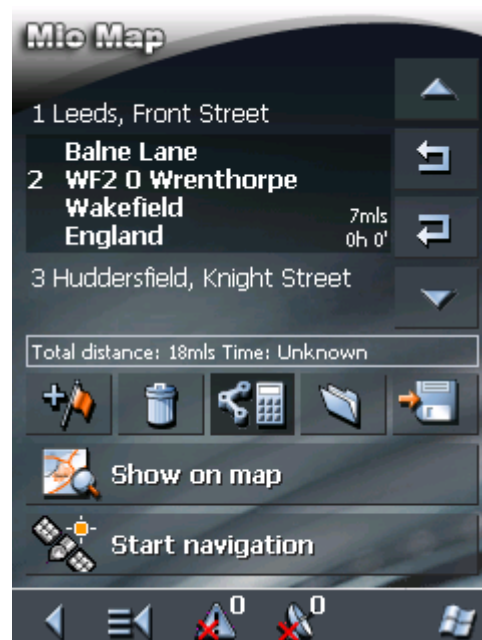 Mio Map
1 Leeds, Front Street
Balne Lane
2 WF2 0 Wrenthorpe
Wakefield 7mls
England 0h 0'
3 Huddersfield, Knight Street
Total distance: 18mls Time: Unknown
Show on map
Start navigation
0 0